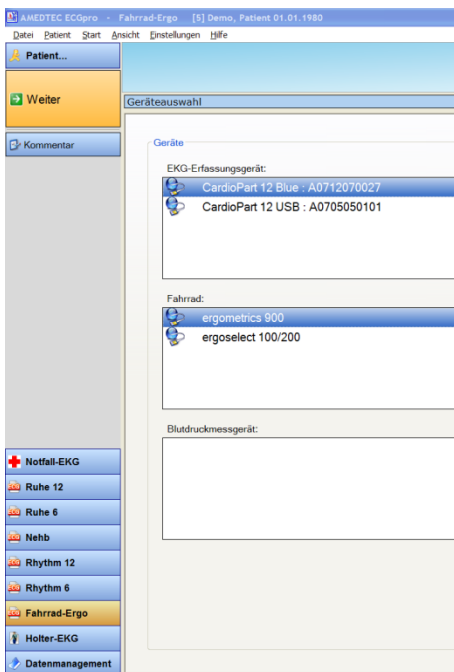 AMEDTEC ECGpro - Fahrrad-Ergo [5] Demo, Patient 01.01.1980
Datei Patient Start Ansicht Einstellungen Hilfe
Patient...
Weiter
Geräteauswahl
Kommentar
Geräte
EKG-Erfassungsgerät:
CardioPart 12 Blue : A0712070027
CardioPart 12 USB : A0705050101
Fahrrad:
ergometrics 900
ergoselect 100/200
Blutdruckmessgerät:
Notfall-EKG
Ruhe 12
Ruhe 6
Nehb
Rhythm 12
Rhythm 6
Fahrrad-Ergo
Holter-EKG
Datenmanagement